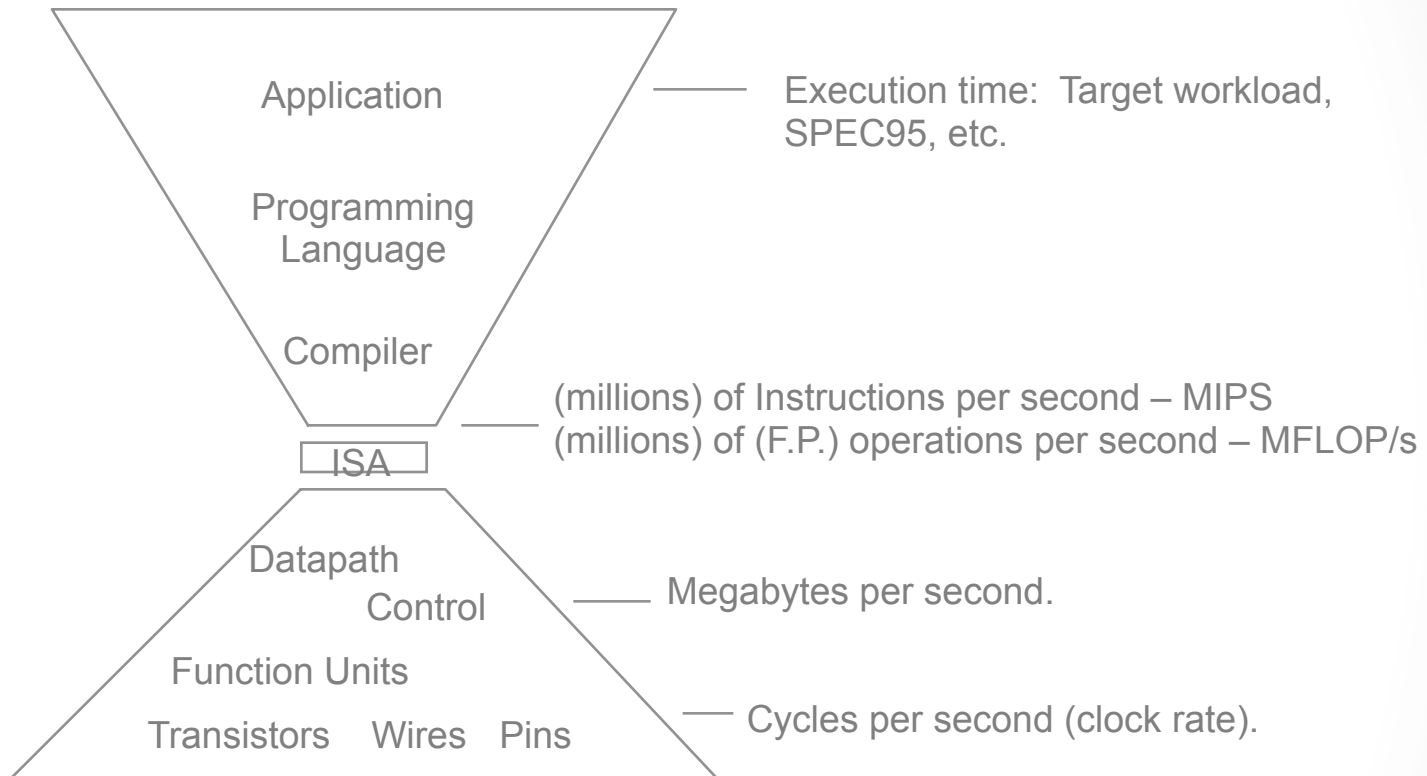 Application
Execution time: Target workload,
SPEC95, etc.
Programming
Language
Compiler
(millions) of Instructions per second – MIPS
(millions) of (F.P.) operations per second – MFLOP/s
ISA
Datapath
Control
Megabytes per second.
Function Units
Transistors Wires Pins
Cycles per second (clock rate).